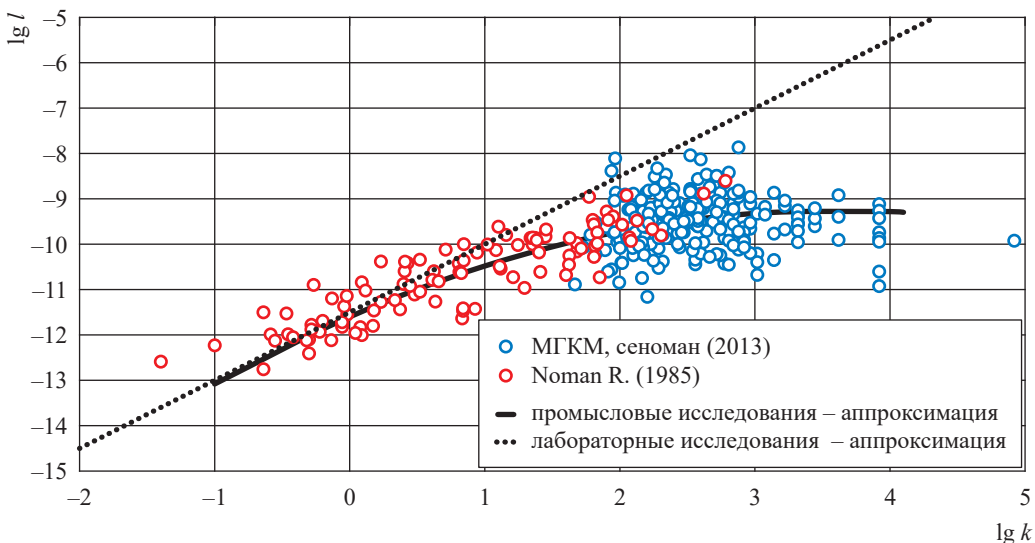 lg l
–5
–6
–7
–8
–9
–10
–11
–12
–13
–14
–15
МГКМ, сеноман (2013)
Noman R. (1985)
промысловые исследования – аппроксимация
лабораторные исследования – аппроксимация
–2 –1 0 1 2 3 4 5
lg k